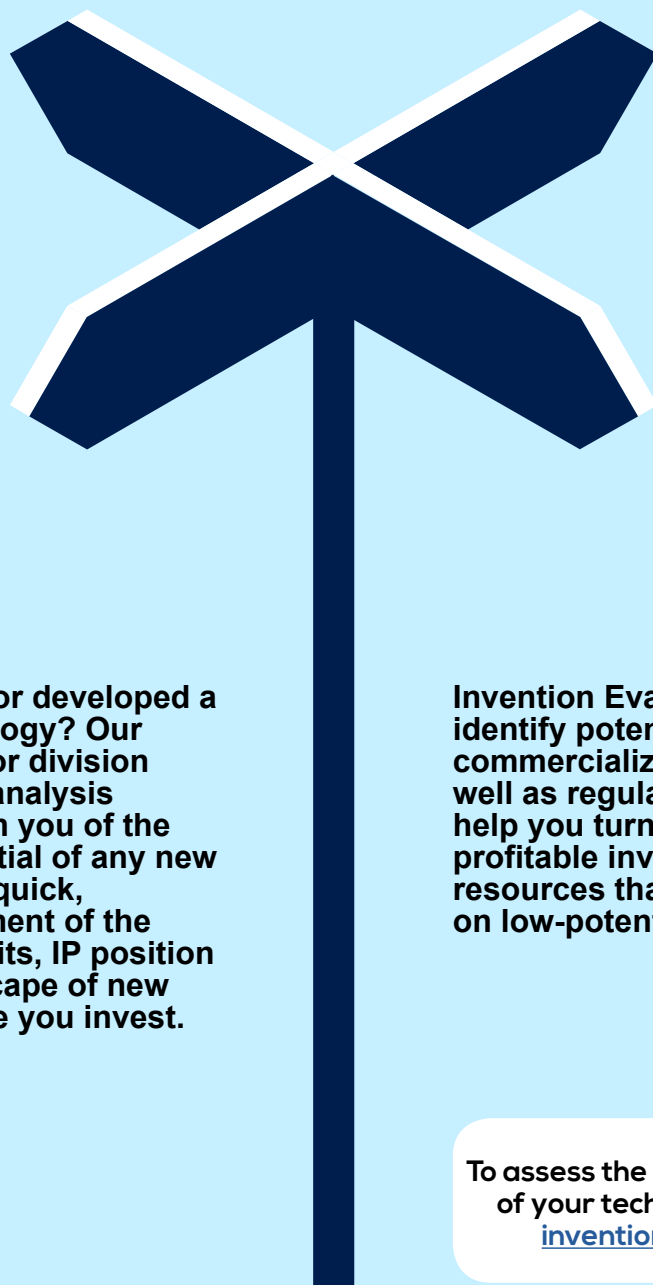 or developed a
ogy? Our
or division
analysis
you of the
tial of any new
quick,
ment of the
its, IP position
cape of new
you invest.
Invention Eva
identify poten
commercializ
well as regula
help you turn
profitable inv
resources tha
on low-poten
To assess the
of your tech
invention